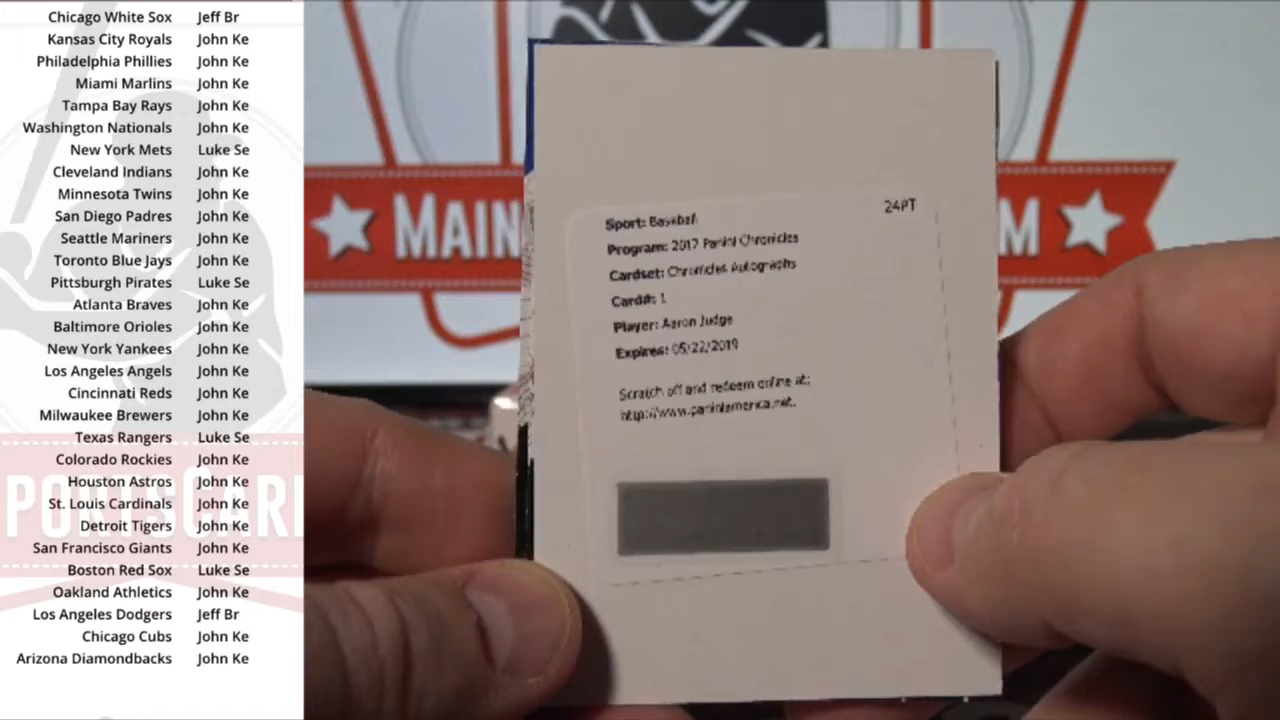 Chicago White Sox Jeff Br
Kansas City Royals John Ke
Philadelphia Phillies John Ke
Miami Marlins John Ke
Tampa Bay Rays John Ke
Washington Nationals John Ke
New York Mets Luke Se
Cleveland Indians John Ke
Minnesota Twins John Ke
San Diego Padres John Ke
Seattle Mariners John Ke
Toronto Blue Jays John Ke
Pittsburgh Pirates Luke Se
Atlanta Braves John Ke
Baltimore Orioles John Ke
New York Yankees John Ke
Los Angeles Angels John Ke
Cincinnati Reds John Ke
Milwaukee Brewers John Ke
Texas Rangers Luke Se
Colorado Rockies John Ke
Houston Astros John Ke
St. Louis Cardinals John Ke
Detroit Tigers John Ke
San Francisco Giants John Ke
Boston Red Sox Luke Se
Oakland Athletics John Ke
Los Angeles Dodgers Jeff Br
Chicago Cubs John Ke
Arizona Diamondbacks John Ke
PORTSCAR
MAIN
M
24PT
Sport: Baseball
Program: 2017 Panini Chronicles
Cardset: Chronicles Autographs
Card#: 1
Player: Aaron Judge
Expires: 05/22/2019
Scratch off and redeem online at:
http://www.paniniamerica.net.